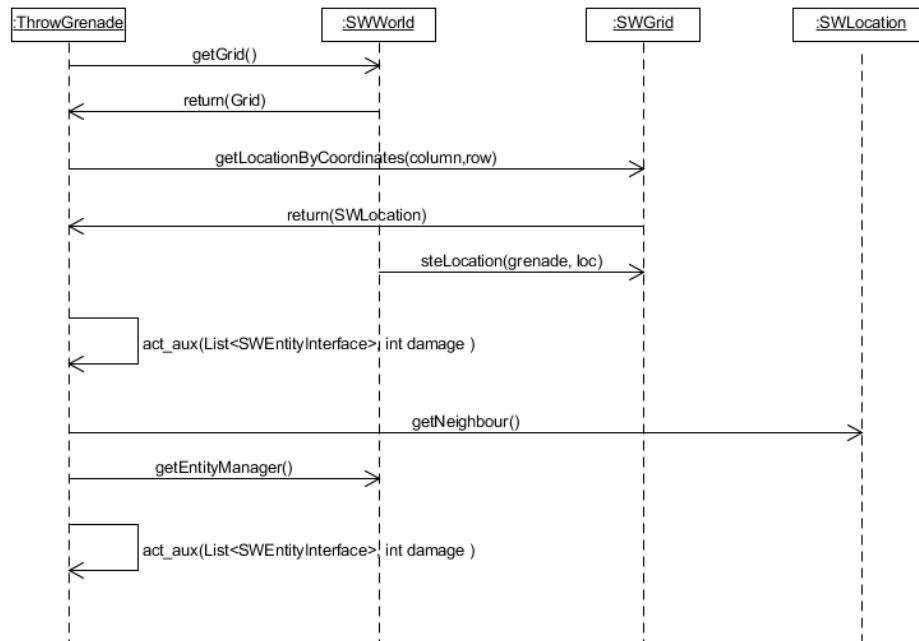 :ThrowGrenade :SWWorld :SWGrid :SWLocation
getGrid()
return(Grid)
getLocationByCoordinates(column,row)
return(SWLocation)
steLocation(grenade, loc)
act_aux(List<SWEntityInterface>, int damage )
getNeighbour()
getEntityManager()
act_aux(List<SWEntityInterface>, int damage )